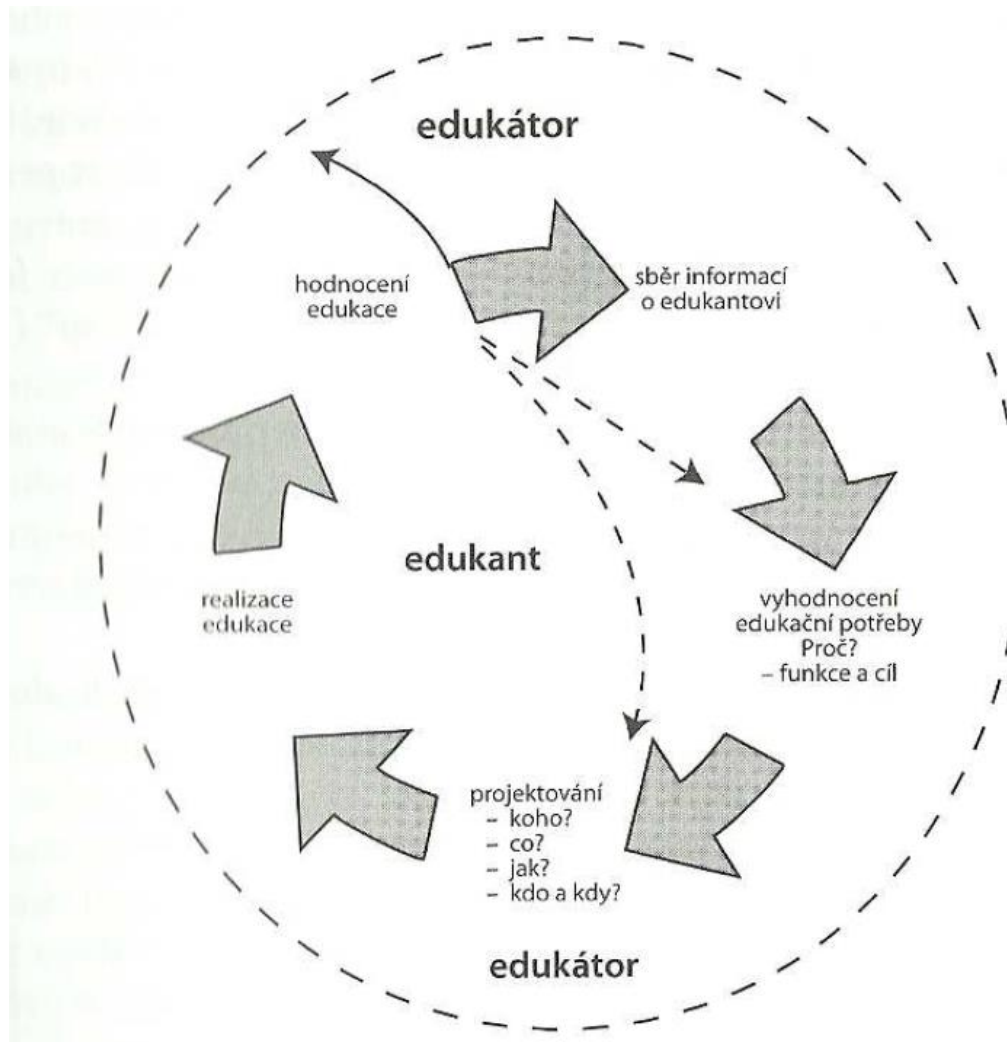 edukátor
hodnocení
edukace
sběr informací
o edukantovi
edukant
realizace
edukace
vyhodnocení
edukační potřeby
Proč?
– funkce a cíl
projektování
– koho?
– co?
– jak?
– kdo a kdy?
edukátor